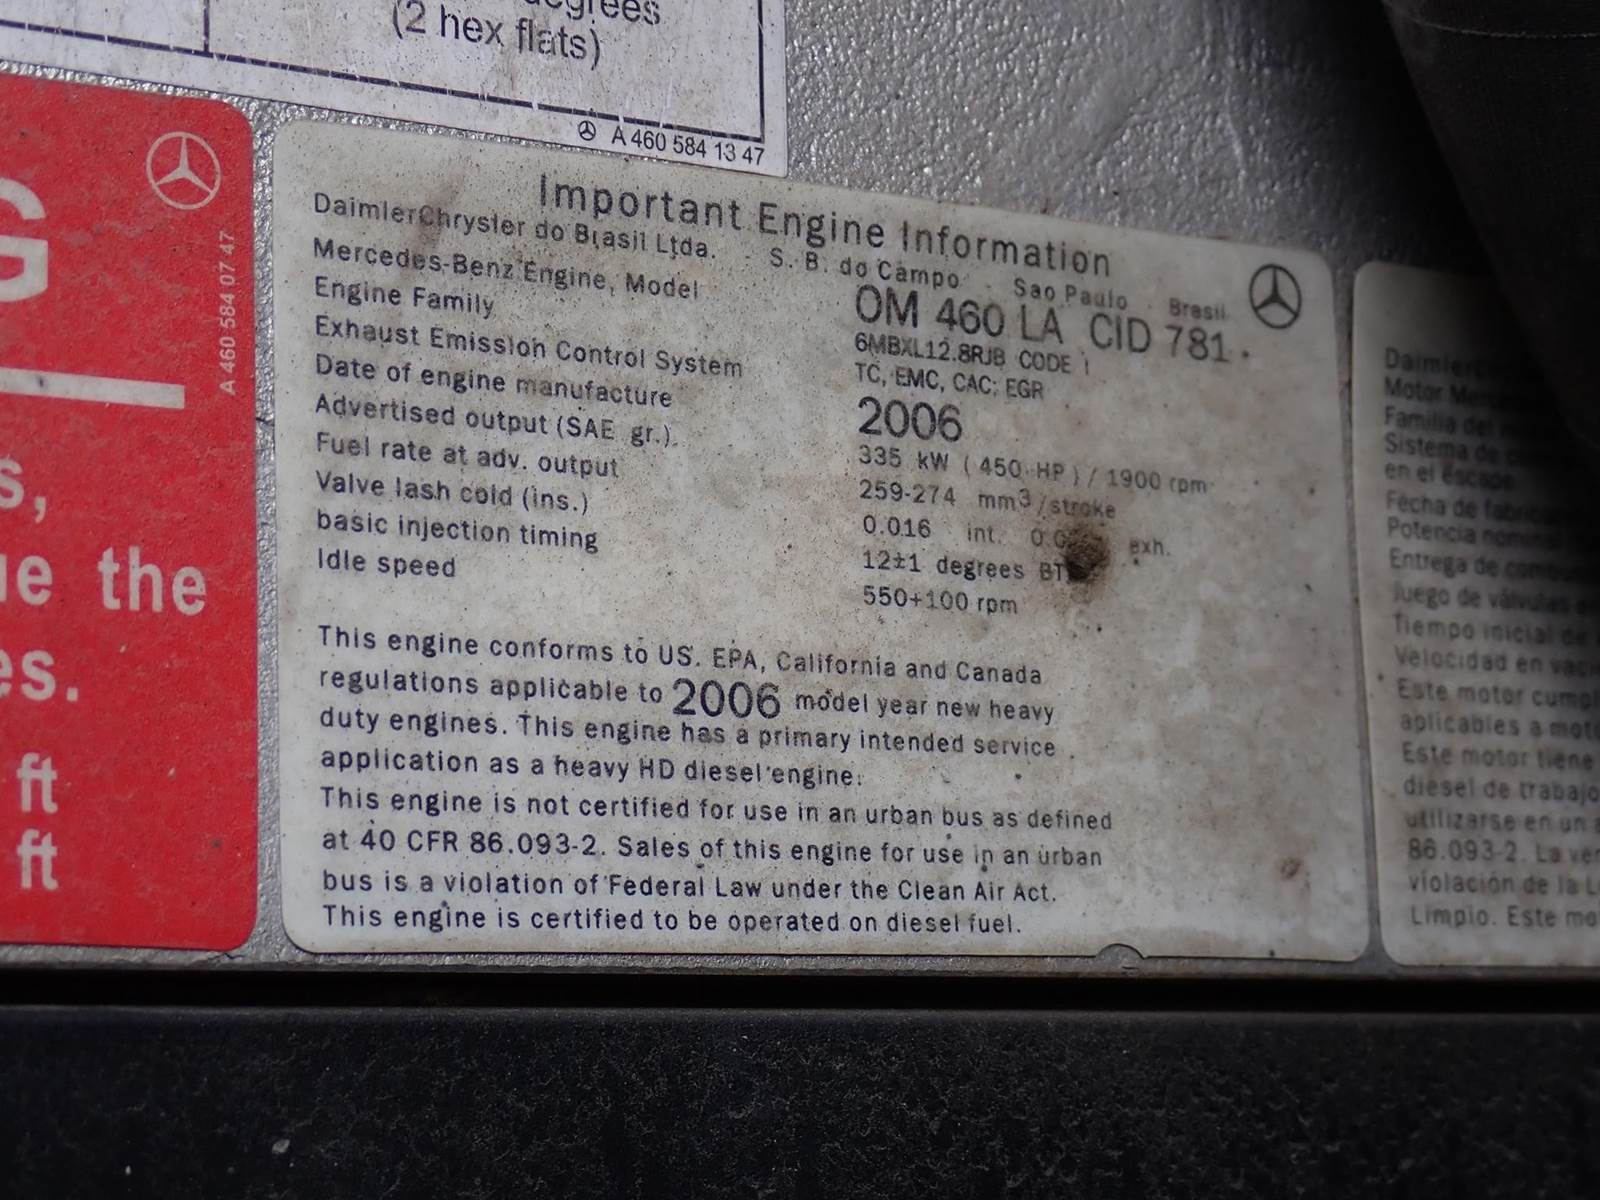 (2 hex flats)
A 460 584 13 47
A 460 584 07 47
the
ft
ft
Important Engine Information
DaimlerChrysler do Brasil Ltda. - S. B. do Campo - Sao Paulo - Brasil
Mercedes-Benz Engine, Model OM 460 LA CID 781
Engine Family 6MBXL12.8RJB CODE 1
Exhaust Emission Control System TC, EMC, CAC, EGR
Date of engine manufacture 2006
Advertised output (SAE gr.) 335 kW (450 HP) / 1900 rpm
Fuel rate at adv. output 259-274 mm3/stroke
Valve lash cold (ins.) 0.016 int. exh.
basic injection timing 12±1 degrees
Idle speed 550+100 rpm
This engine conforms to US. EPA, California and Canada
regulations applicable to 2006 model year new heavy
duty engines. This engine has a primary intended service
application as a heavy HD diesel engine.
This engine is not certified for use in an urban bus as defined
at 40 CFR 86.093-2. Sales of this engine for use in an urban
bus is a violation of Federal Law under the Clean Air Act.
This engine is certified to be operated on diesel fuel.
Motor
Familia del
Sistema de
en el escape
Fecha de
Potencia
Entrega de
Juego de válvulas
Tiempo inicial de
Velocidad en
Este motor
aplicables a
Este motor tiene
diesel de trabajo
utilizarse en un
86.093-2. La
violación de la
Limpio. Este